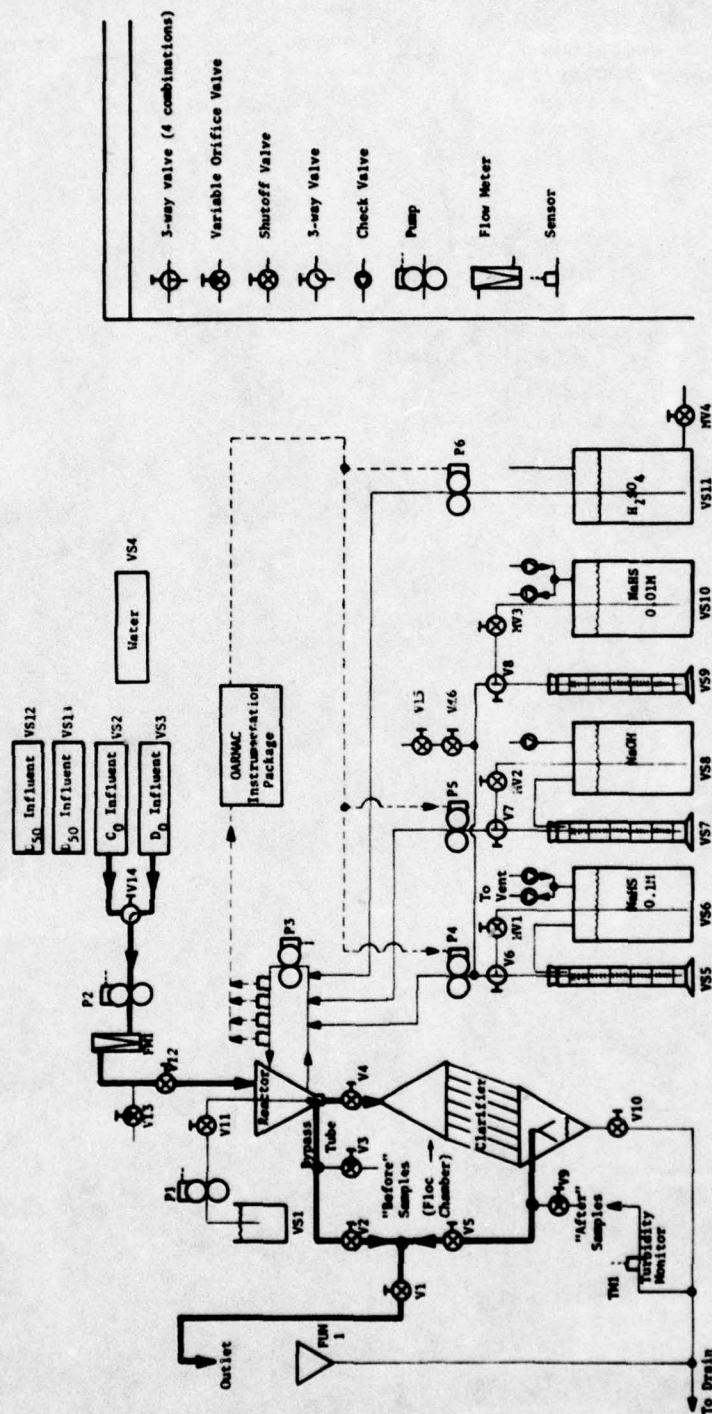 3-way valve (4 combinations)
Variable Orifice Valve
Shutoff Valve
3-way Valve
Check Valve
Pump
Flow Meter
Sensor
VS12
Influent
VS13
D50 Influent
VS2
C0 Influent
VS3
D0 Influent
VS4
Water
V14
P2
FM1
V12
V13
OARMAC
Instrumentation
Package
P3
P4
P5
P6
Reactor
V11
P1
VS1
Bypass
Tube
V4
V3
"Before"
Samples
(Floc
Chamber)
Clarifier
V2
V5
V1
Outlet
FUN
1
V9
"After"
Samples
Turbidity
Monitor
TM1
V10
To Drain
V15
V6
MV1
To
Vent
NaHS
0.1M
VS5
VS6
V7
MV2
NaOH
VS7
VS8
V8
MV3
NaHS
0.01M
VS9
VS10
H2SO4
VS11
MV4